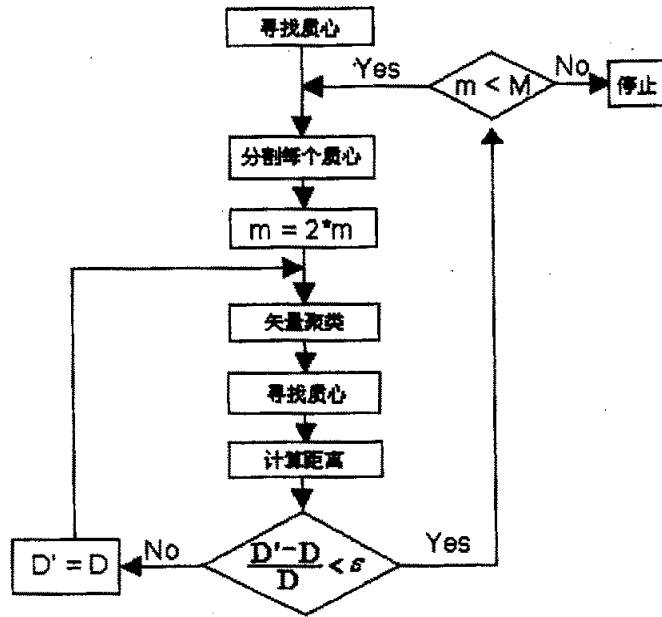 寻找质心
Yes
m < M
No
停止
分割每个质心
m = 2*m
矢量聚类
寻找质心
计算距离
D' = D
No
D'-D
D
< ε
Yes